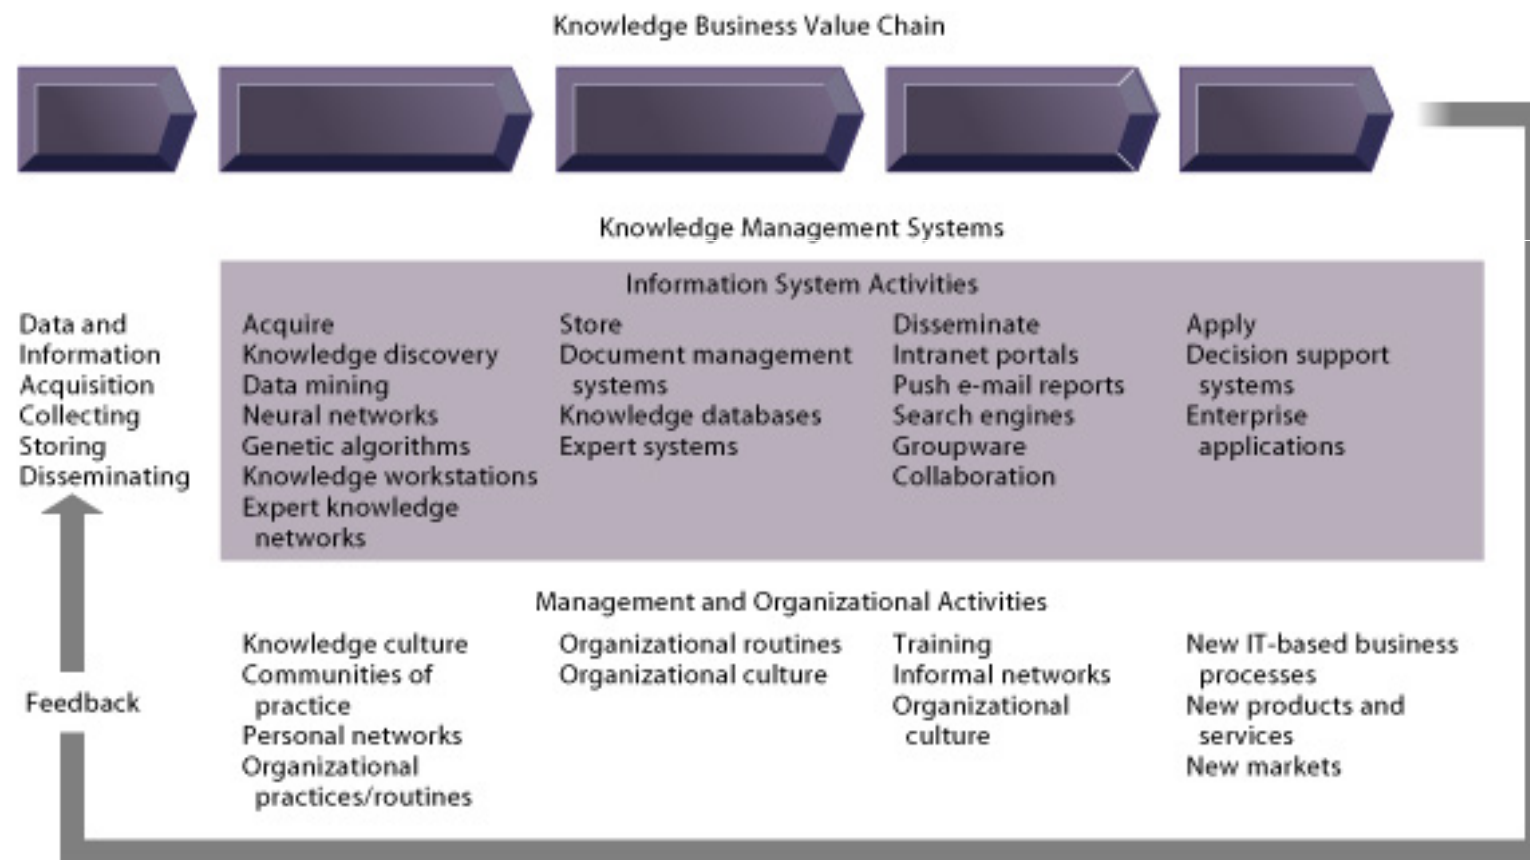 Knowledge Business Value Chain
Knowledge Management Systems
Information System Activities
Data and
Information
Acquisition
Collecting
Storing
Disseminating
Acquire
Knowledge discovery
Data mining
Neural networks
Genetic algorithms
Knowledge workstations
Expert knowledge
networks
Store
Document management
systems
Knowledge databases
Expert systems
Disseminate
Intranet portals
Push e-mail reports
Search engines
Groupware
Collaboration
Apply
Decision support
systems
Enterprise
applications
Management and Organizational Activities
Knowledge culture
Communities of
practice
Personal networks
Organizational
practices/routines
Organizational routines
Organizational culture
Training
Informal networks
Organizational
culture
New IT-based business
processes
New products and
services
New markets
Feedback